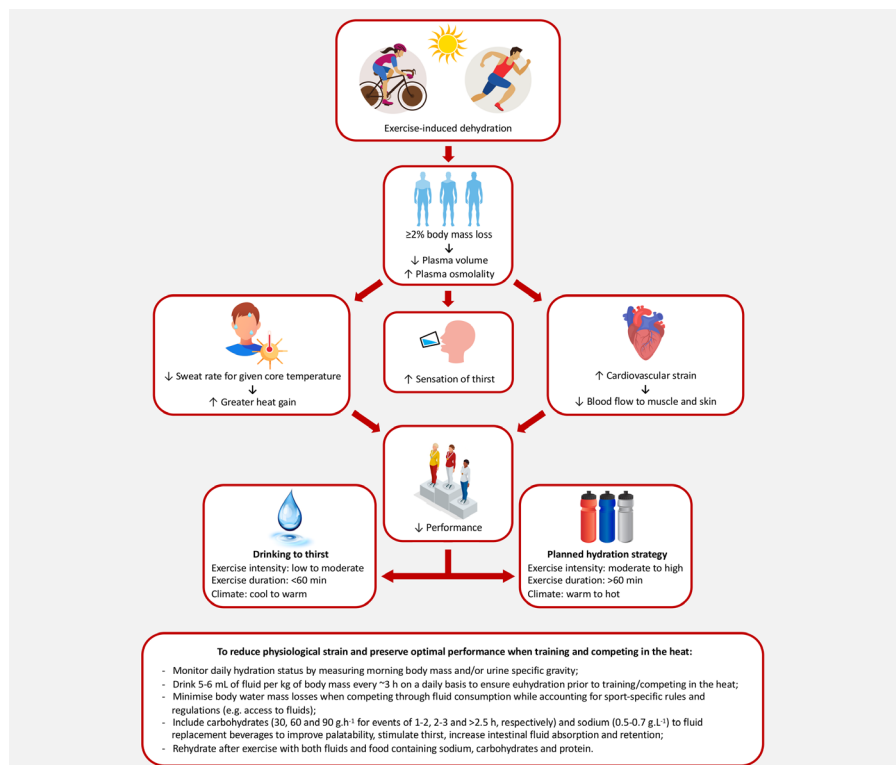 Exercise-induced dehydration
≥2% body mass loss
↓
↓ Plasma volume
↑ Plasma osmolality
↓ Sweat rate for given core temperature
↓
↑ Greater heat gain
↑ Sensation of thirst
↑ Cardiovascular strain
↓
↓ Blood flow to muscle and skin
↓ Performance
Drinking to thirst
Exercise intensity: low to moderate
Exercise duration: <60 min
Climate: cool to warm
Planned hydration strategy
Exercise intensity: moderate to high
Exercise duration: >60 min
Climate: warm to hot
To reduce physiological strain and preserve optimal performance when training and competing in the heat:
- Monitor daily hydration status by measuring morning body mass and/or urine specific gravity;
- Drink 5-6 mL of fluid per kg of body mass every ~3 h on a daily basis to ensure euhydration prior to training/competing in the heat;
- Minimise body water mass losses when competing through fluid consumption while accounting for sport-specific rules and
regulations (e.g. access to fluids);
- Include carbohydrates (30, 60 and 90 g.h⁻¹ for events of 1-2, 2-3 and >2.5 h, respectively) and sodium (0.5-0.7 g.L⁻¹) to fluid
replacement beverages to improve palatability, stimulate thirst, increase intestinal fluid absorption and retention;
- Rehydrate after exercise with both fluids and food containing sodium, carbohydrates and protein.